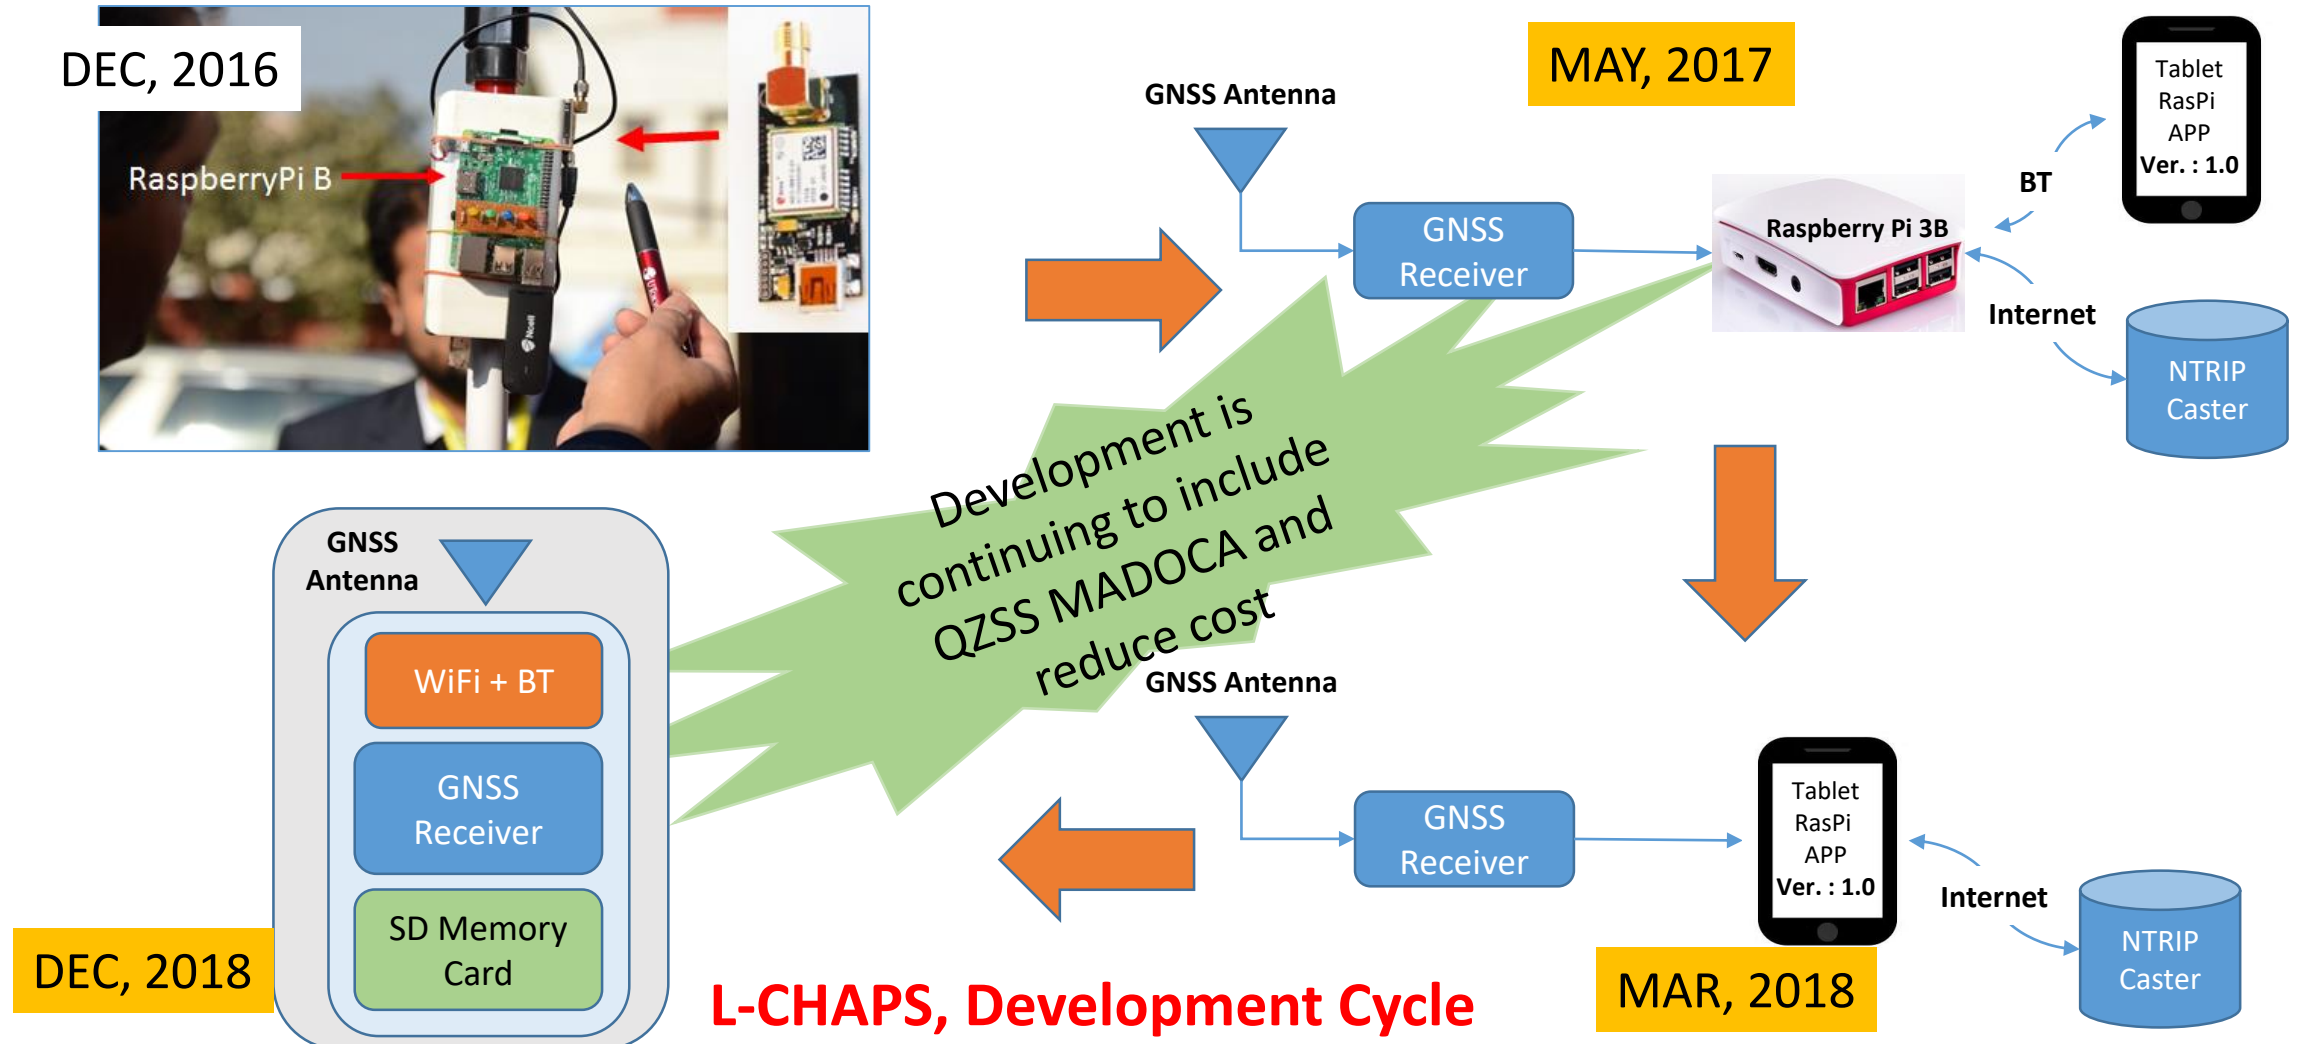 DEC, 2016
RaspberryPi B
Ncell
MAY, 2017
GNSS Antenna
GNSS
Receiver
Raspberry Pi 3B
BT
Internet
Tablet
RasPi
APP
Ver. : 1.0
NTRIP
Caster
Development is
continuing to include
QZSS MADOCA and
reduce cost
GNSS
Antenna
WiFi + BT
GNSS
Receiver
SD Memory
Card
DEC, 2018
GNSS Antenna
GNSS
Receiver
Tablet
RasPi
APP
Ver. : 1.0
Internet
NTRIP
Caster
MAR, 2018
L-CHAPS, Development Cycle